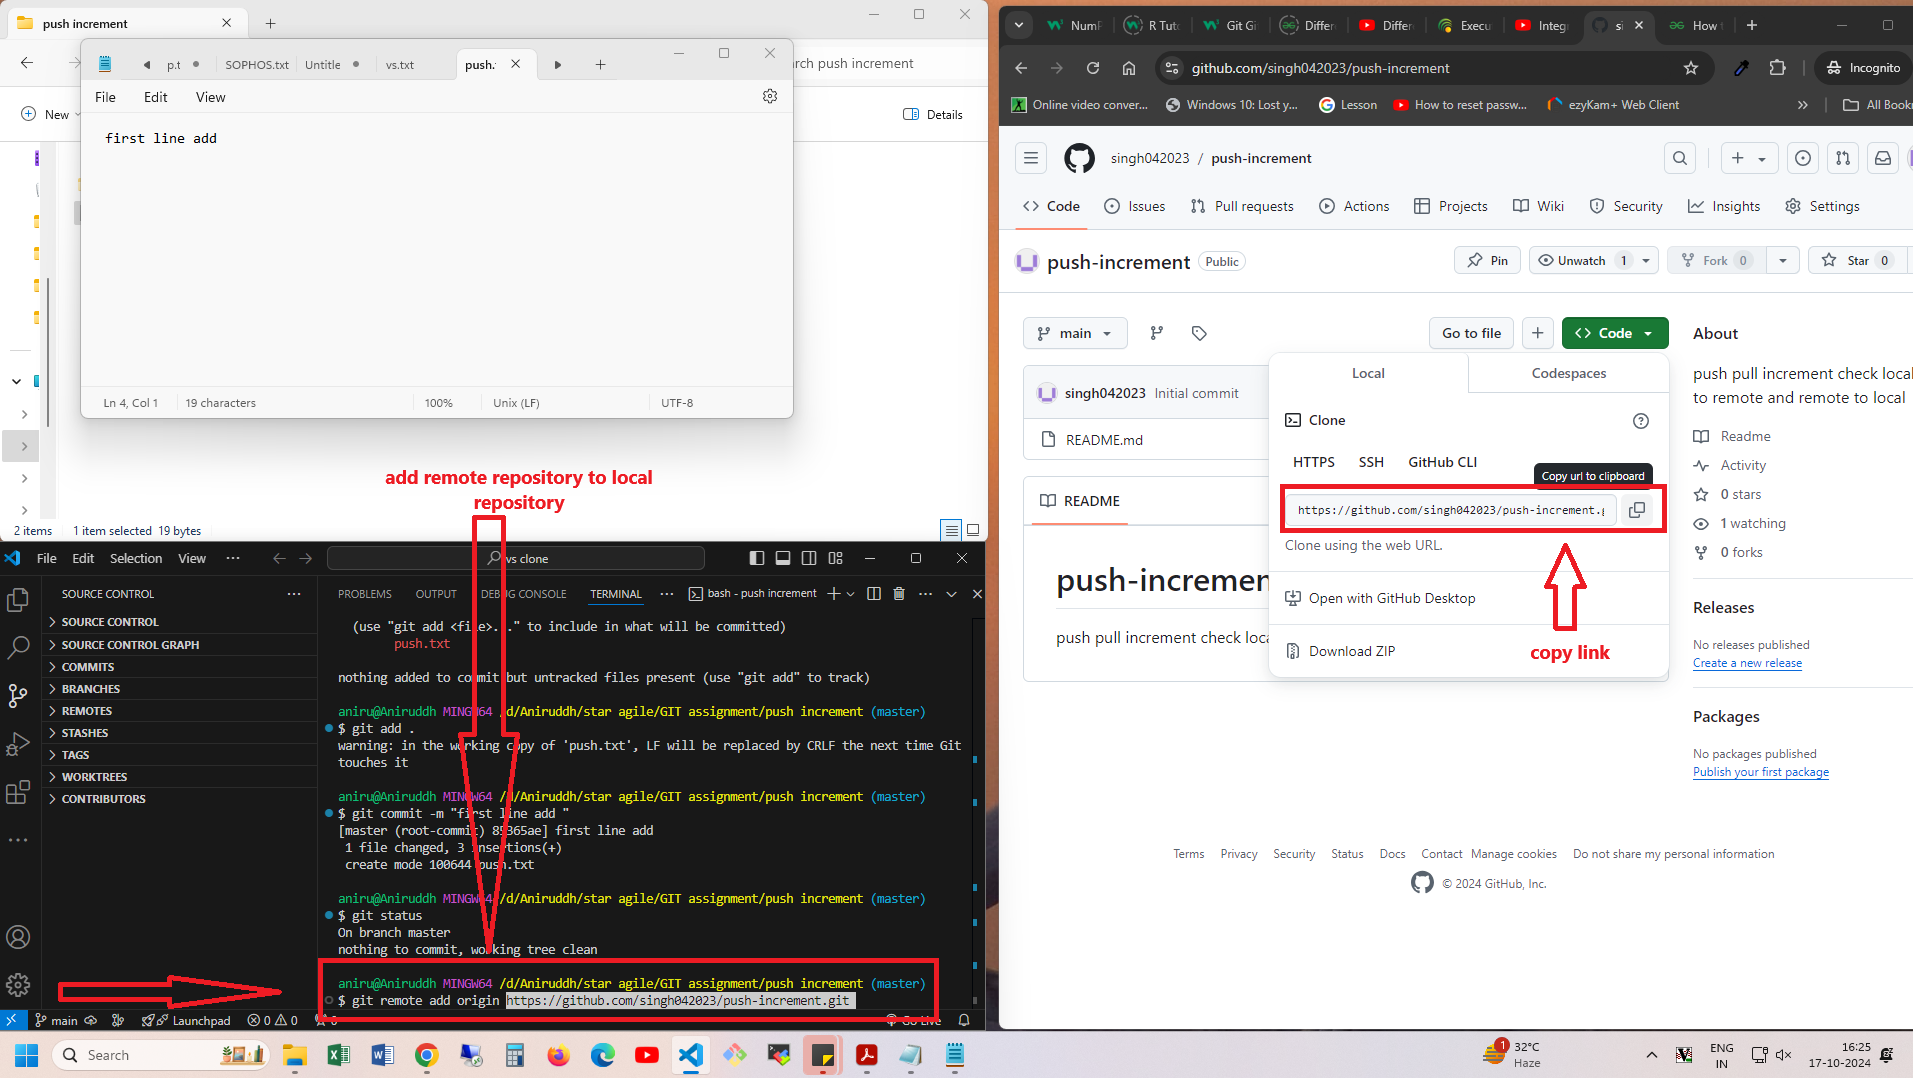 push increment
p.t
SOPHOS.txt
Untitle
vs.txt
push.
File Edit View
first line add
Ln 4, Col 1
19 characters
100%
Unix (LF)
UTF-8
New
rch push increment
Details
add remote repository to local
repository
2 items
1 item selected 19 bytes
File Edit Selection View ...
vs clone
SOURCE CONTROL
SOURCE CONTROL
SOURCE CONTROL GRAPH
COMMITS
BRANCHES
REMOTES
STASHES
TAGS
WORKTREES
CONTRIBUTORS
PROBLEMS OUTPUT DEBUG CONSOLE TERMINAL ... bash - push increment
(use "git add <file>..." to include in what will be committed)
push.txt
nothing added to commit but untracked files present (use "git add" to track)
aniru@Aniruddh MINGW64 /d/Aniruddh/star agile/GIT assignment/push increment (master)
$ git add .
warning: in the working copy of 'push.txt', LF will be replaced by CRLF the next time Git
touches it
aniru@Aniruddh MINGW64 /d/Aniruddh/star agile/GIT assignment/push increment (master)
$ git commit -m "first line add "
[master (root-commit) 85365ae] first line add
1 file changed, 3 insertions(+)
create mode 100644 push.txt
aniru@Aniruddh MINGW64 /d/Aniruddh/star agile/GIT assignment/push increment (master)
$ git status
On branch master
nothing to commit, working tree clean
aniru@Aniruddh MINGW64 /d/Aniruddh/star agile/GIT assignment/push increment (master)
$ git remote add origin https://github.com/singh042023/push-increment.git
main
Launchpad
0 0
0
Go Live
NumF
R Tuto
Git Gi
Differe
Differ
Execu
Integ
si
How
github.com/singh042023/push-increment
Incognito
Online video conver...
Windows 10: Lost y...
Lesson
How to reset passw...
ezyKam+ Web Client
All Book
singh042023 / push-increment
Code
Issues
Pull requests
Actions
Projects
Wiki
Security
Insights
Settings
push-increment
Public
Pin
Unwatch 1
Fork 0
Star 0
main
Go to file
Code
singh042023 Initial commit
README.md
README
push-incremen
push pull increment check loca
Local
Codespaces
Clone
HTTPS SSH GitHub CLI
Copy url to clipboard
https://github.com/singh042023/push-increment.g
Clone using the web URL.
Open with GitHub Desktop
Download ZIP
copy link
About
push pull increment check local
to remote and remote to local
Readme
Activity
0 stars
1 watching
0 forks
Releases
No releases published
Create a new release
Packages
No packages published
Publish your first package
Terms Privacy Security Status Docs Contact Manage cookies Do not share my personal information
© 2024 GitHub, Inc.
Search
1
32°C
Haze
ENG
IN
16:25
17-10-2024